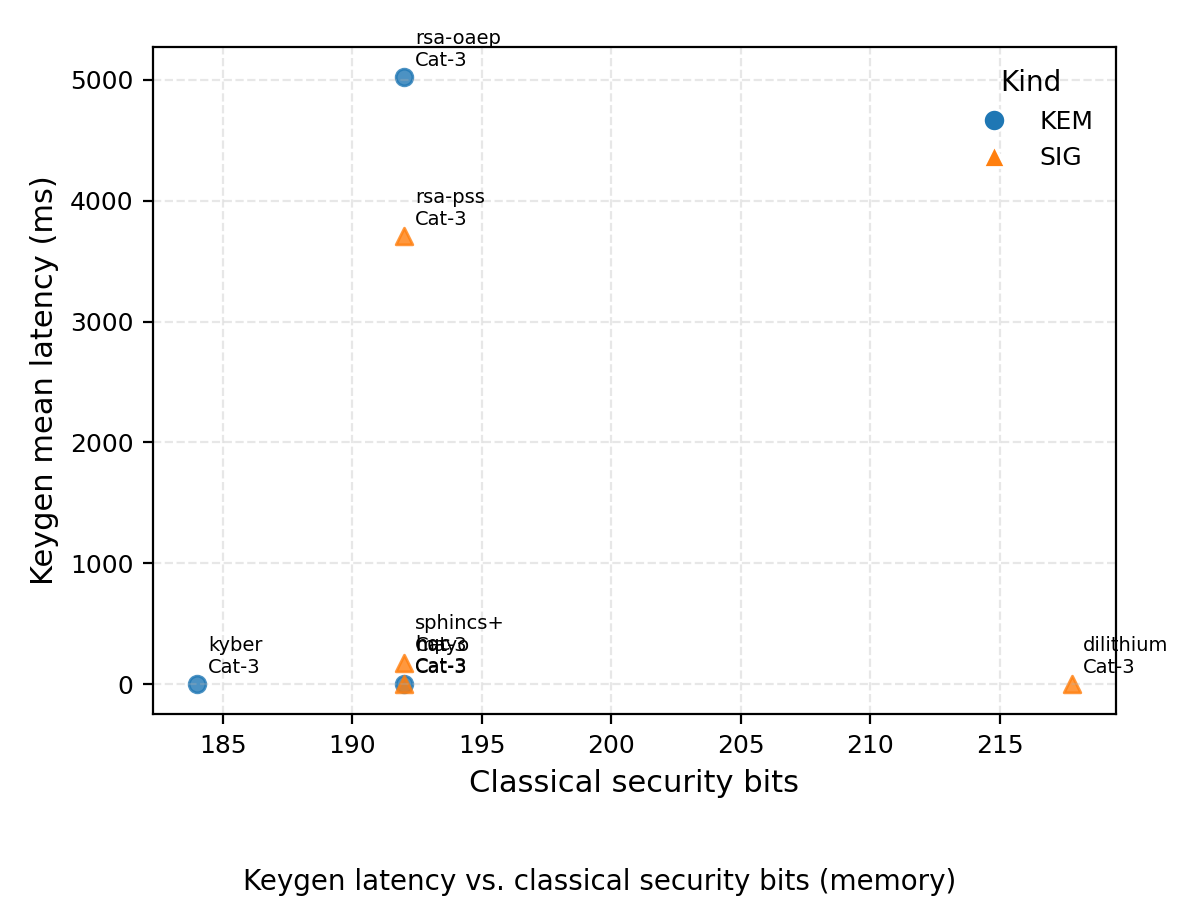 rsa-oaep
Cat-3
Kind
KEM
SIG
rsa-pss
Cat-3
5000
4000
3000
2000
1000
0
Keygen mean latency (ms)
sphincs+
kyber
Cat-3
Cat-3
dilithium
Cat-3
185
190
195
200
205
210
215
Classical security bits
Keygen latency vs. classical security bits (memory)